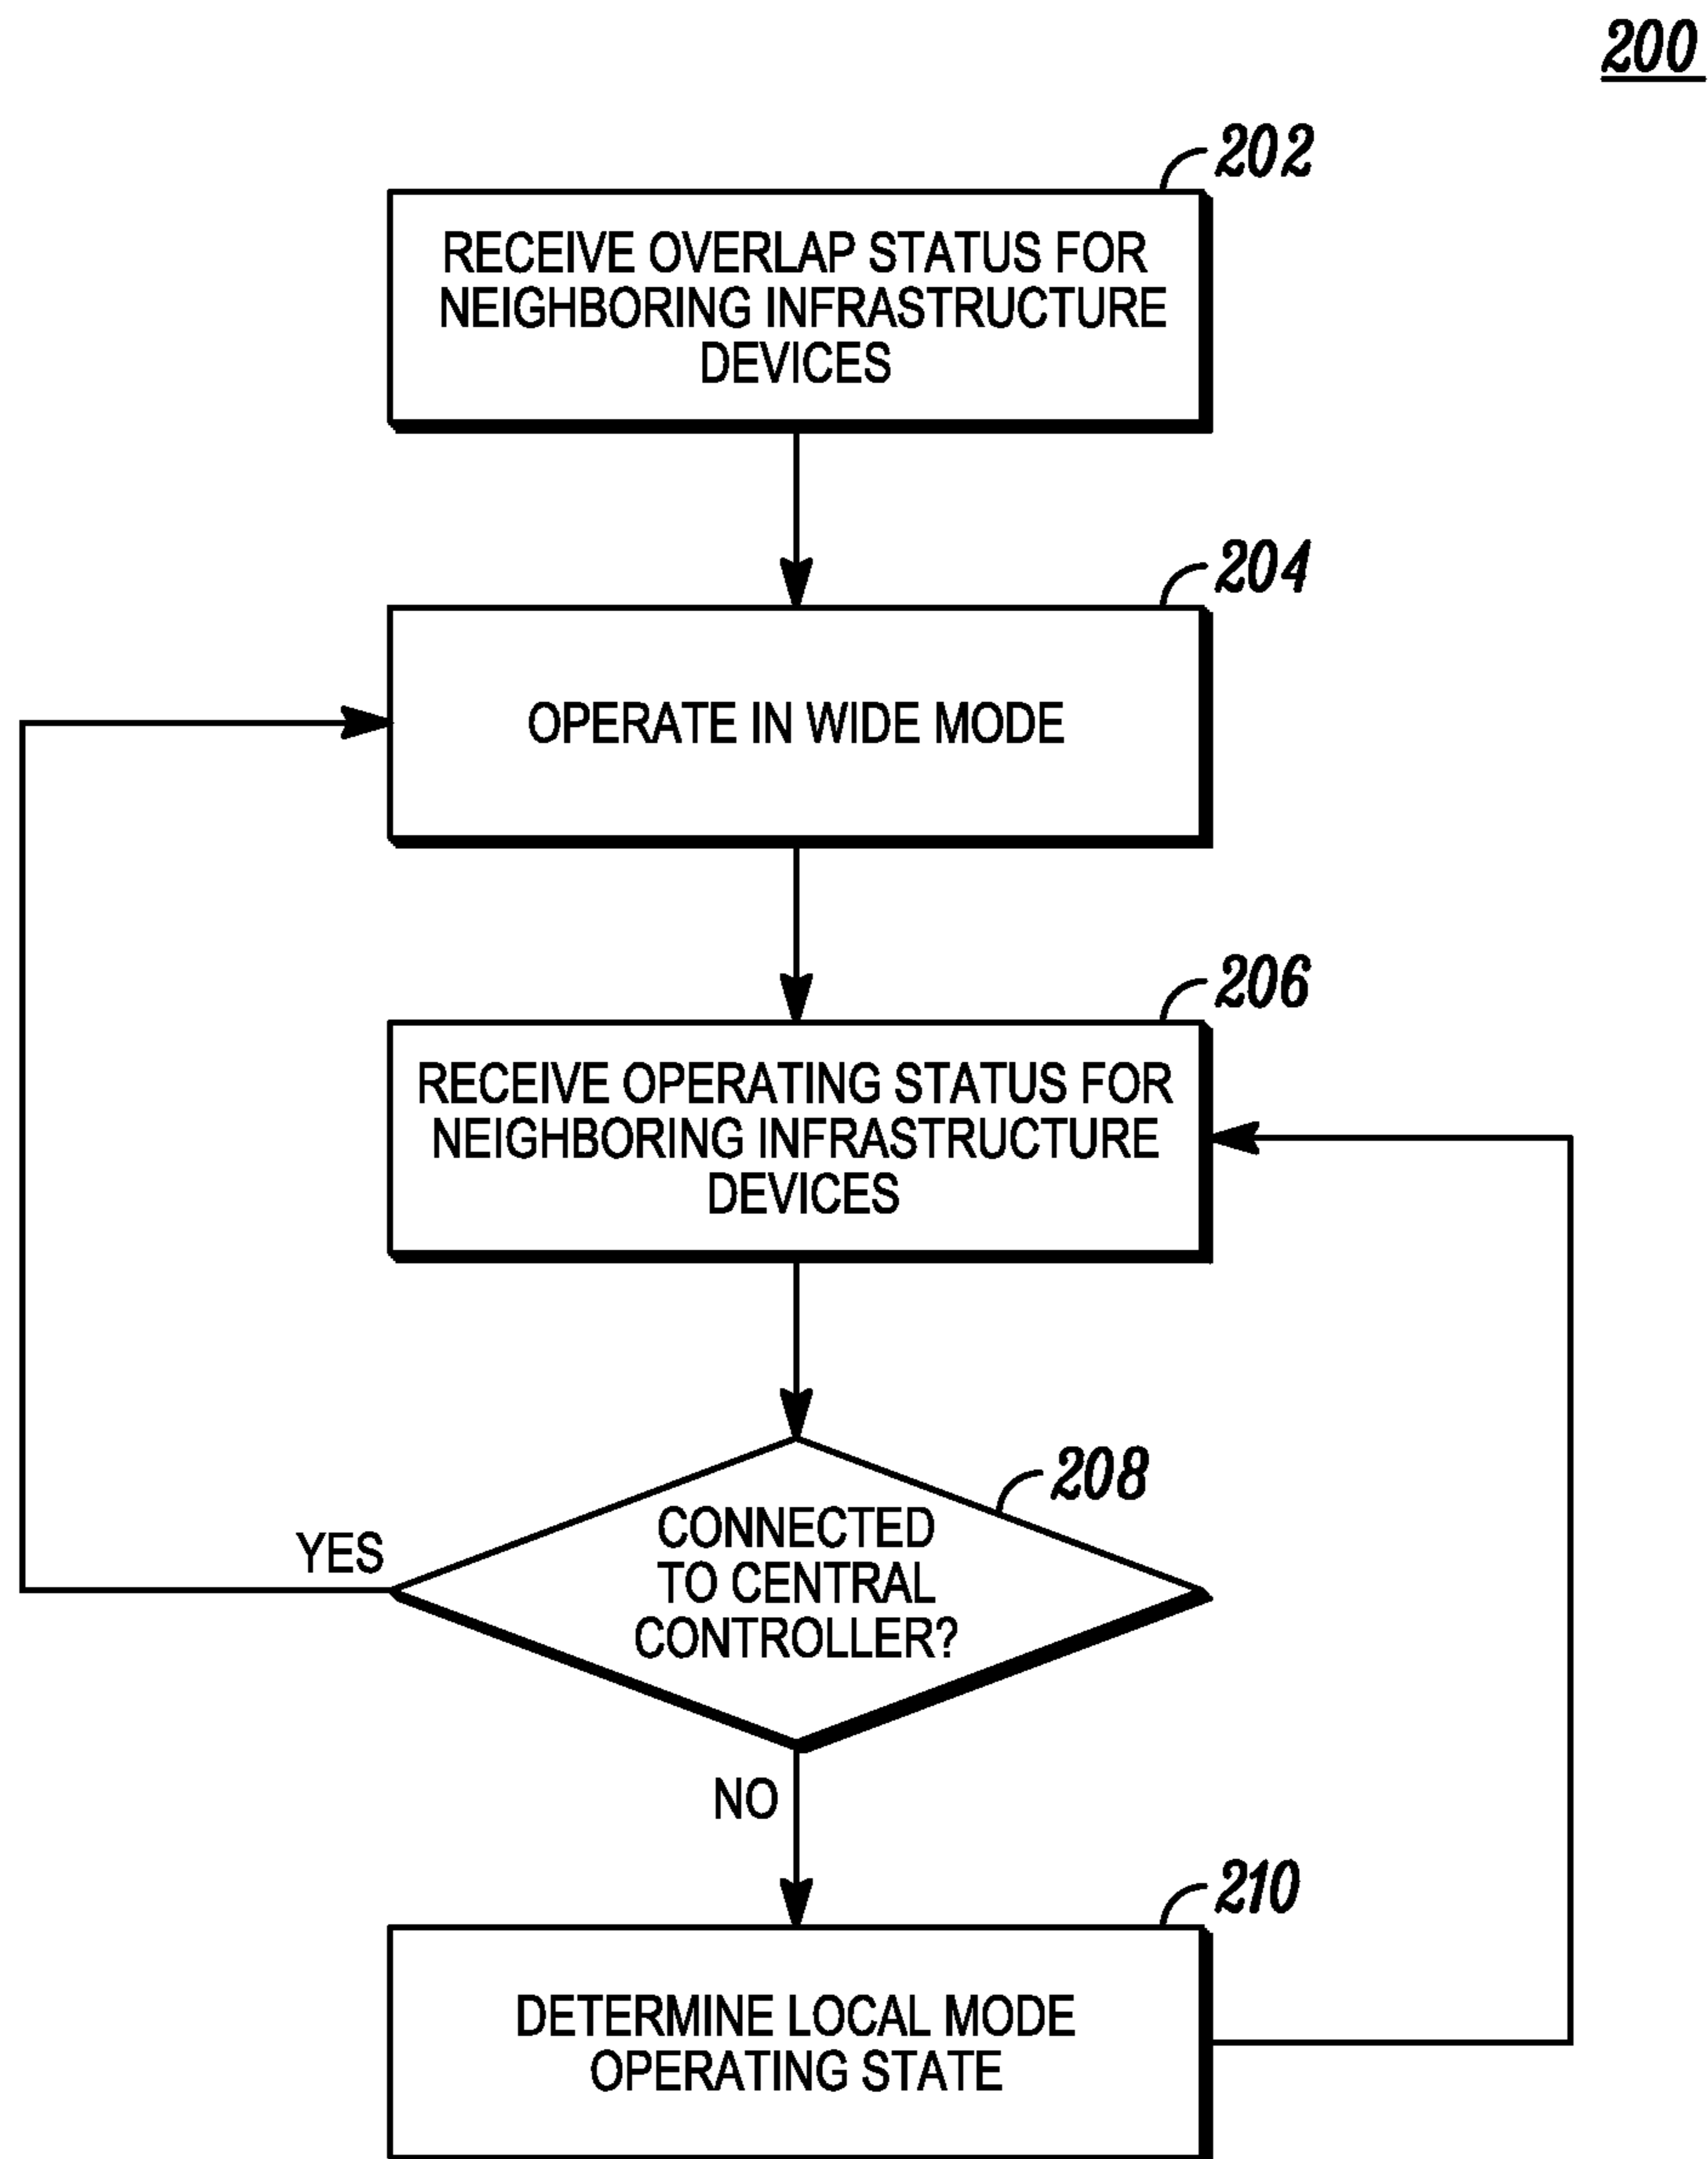 200
202
RECEIVE OVERLAP STATUS FOR
NEIGHBORING INFRASTRUCTURE
DEVICES
204
OPERATE IN WIDE MODE
206
RECEIVE OPERATING STATUS FOR
NEIGHBORING INFRASTRUCTURE
DEVICES
208
CONNECTED
TO CENTRAL
CONTROLLER?
YES
NO
210
DETERMINE LOCAL MODE
OPERATING STATE